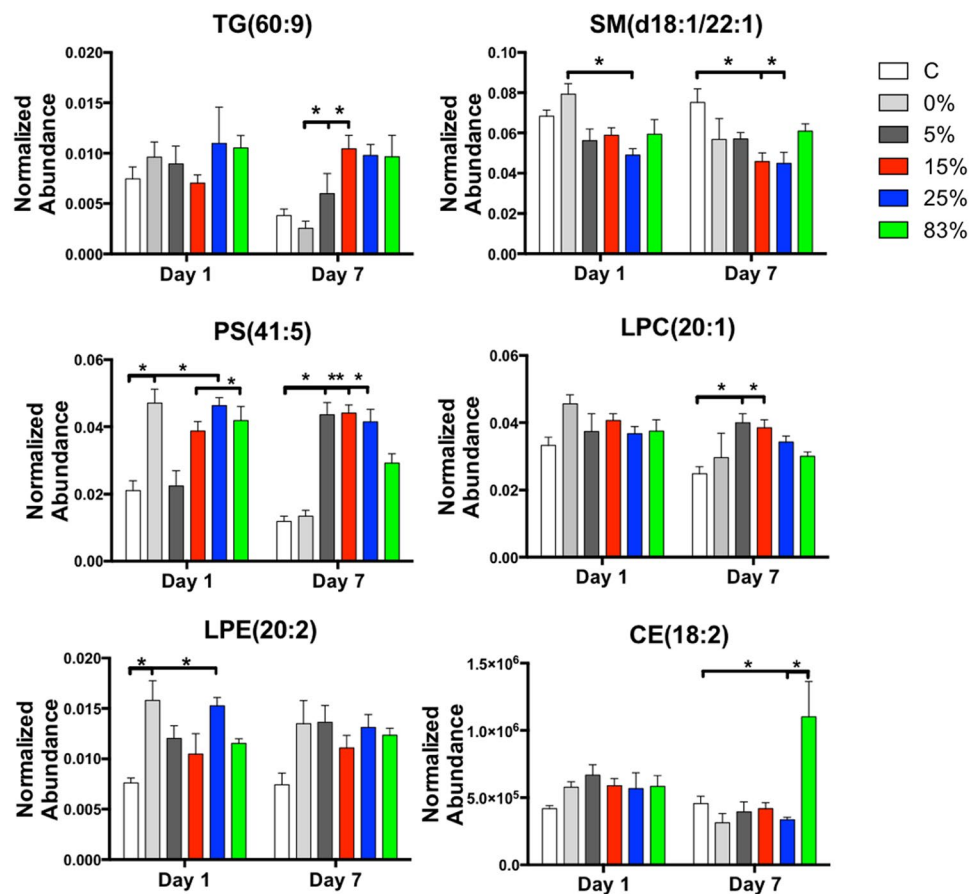 TG(60:9)
Normalized
Abundance
0.020
0.015
0.010
0.005
0.000
* *
Day 1 Day 7
SM(d18:1/22:1)
Normalized
Abundance
0.10
0.08
0.06
0.04
0.02
0.00
* * *
Day 1 Day 7
C
0%
5%
15%
25%
83%
PS(41:5)
Normalized
Abundance
0.06
0.04
0.02
0.00
* * * * ** *
Day 1 Day 7
LPC(20:1)
Normalized
Abundance
0.06
0.04
0.02
0.00
* *
Day 1 Day 7
LPE(20:2)
Normalized
Abundance
0.020
0.015
0.010
0.005
0.000
* *
Day 1 Day 7
CE(18:2)
Normalized
Abundance
1.5×10⁶
1.0×10⁶
5.0×10⁵
0.0
* *
Day 1 Day 7